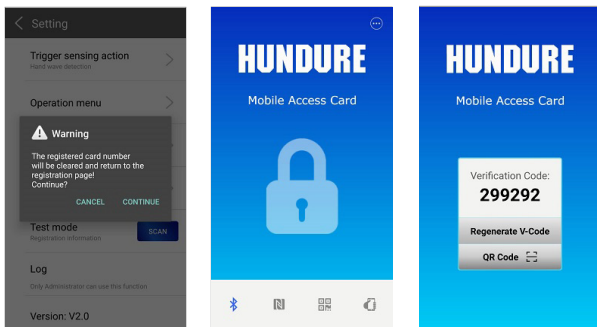 Setting
Trigger sensing action
Hand wave detection
Operation menu
Warning
The registered card number
will be cleared and return to the
registration page!
Continue?
CANCEL CONTINUE
Test mode
Registration information
SCAN
Log
Only Administrator can use this function
Version: V2.0
HUNDURE
Mobile Access Card
HUNDURE
Mobile Access Card
Verification Code:
299292
Regenerate V-Code
QR Code